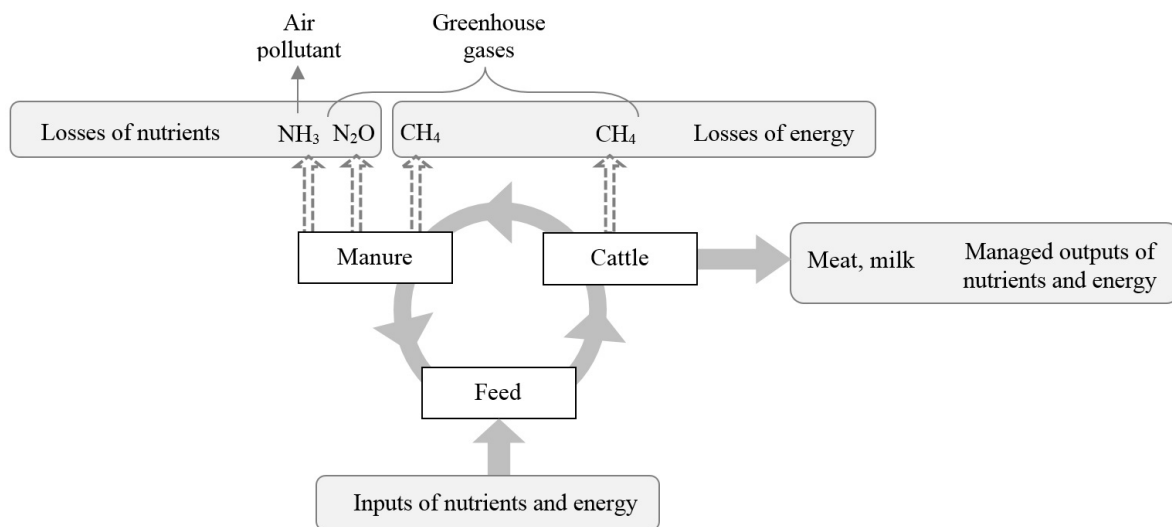 Air
pollutant
Greenhouse
gases
Losses of nutrients NH₃ N₂O CH₄ CH₄ Losses of energy
Manure
Cattle
Meat, milk
Managed outputs of
nutrients and energy
Feed
Inputs of nutrients and energy